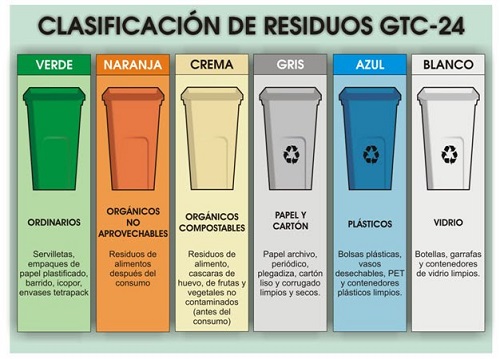 CLASIFICACIÓN DE RESIDUOS GTC-24
VERDE
ORDINARIOS
Servilletas,
empaques de
papel plastificado,
barrido, icopor,
envases tetrapack
NARANJA
ORGÁNICOS
NO
APROVECHABLES
Residuos de
alimentos
después del
consumo
CREMA
ORGÁNICOS
COMPOSTABLES
Residuos de
alimento,
cascaras de
huevo, de frutas y
vegetales no
contaminados
(antes del
consumo)
GRIS
PAPEL Y
CARTÓN
Papel archivo,
periódico,
plegadiza, cartón
liso y corrugado
limpios y secos.
AZUL
PLÁSTICOS
Bolsas plásticas,
vasos
desechables, PET
y contenedores
plásticos limpios.
BLANCO
VIDRIO
Botellas, garrafas
y contenedores
de vidrio limpios.